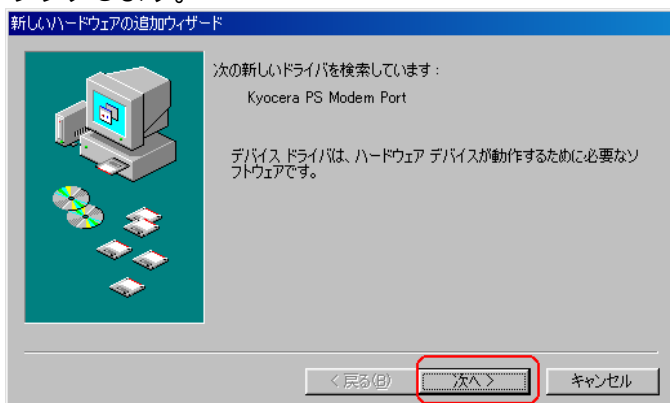 新しいハードウェアの追加ウィザード
次の新しいドライバを検索しています：
Kyocera PS Modem Port
デバイス ドライバは、ハードウェア デバイスが動作するために必要なソ
フトウェアです。
< 戻る(B)
次へ >
キャンセル